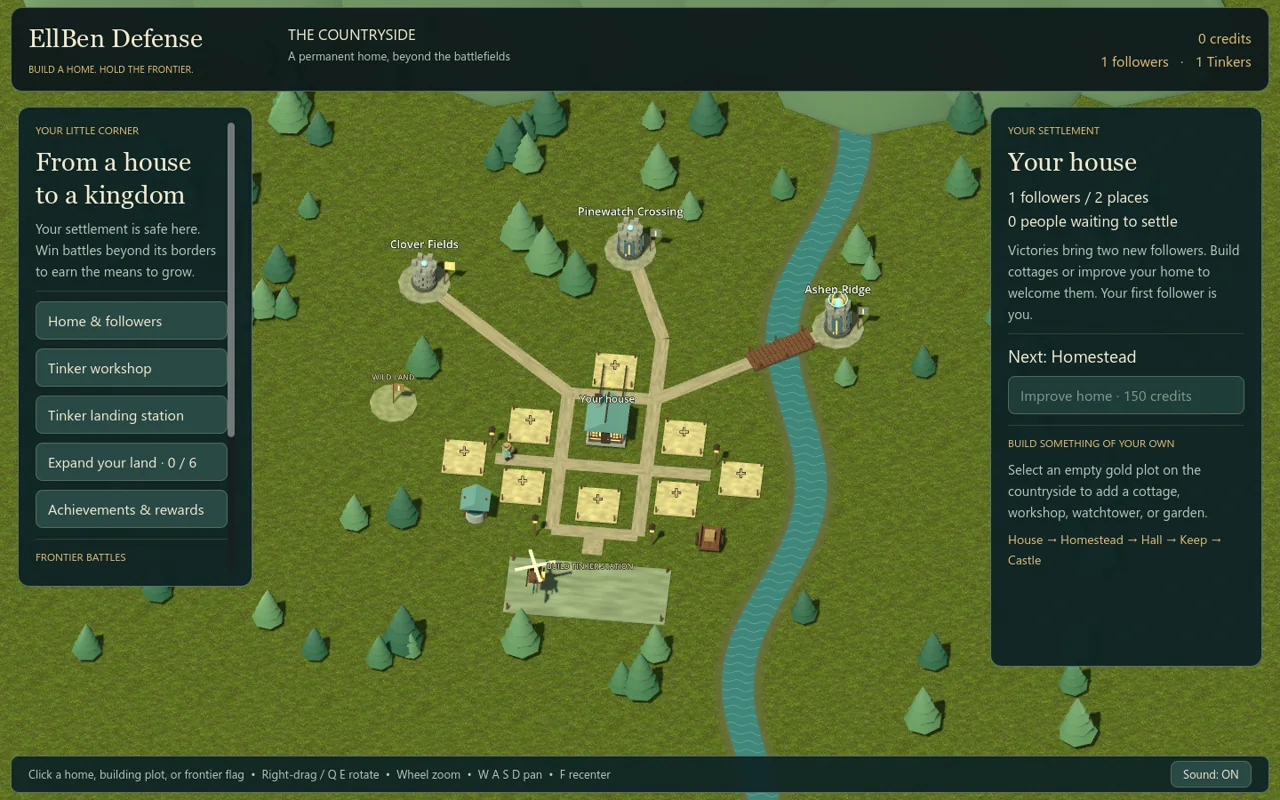 EllBen Defense
BUILD A HOME. HOLD THE FRONTIER.
THE COUNTRYSIDE
A permanent home, beyond the battlefields
0 credits
1 followers · 1 Tinkers
YOUR LITTLE CORNER
From a house
to a kingdom
Your settlement is safe here.
Win battles beyond its borders
to earn the means to grow.
Home & followers
Tinker workshop
Tinker landing station
Expand your land · 0 / 6
Achievements & rewards
FRONTIER BATTLES
Clover Fields
Pinewatch Crossing
Ashen Ridge
WILD LAND
Your house
BUILD TINKER STATION
YOUR SETTLEMENT
Your house
1 followers / 2 places
0 people waiting to settle
Victories bring two new followers. Build
cottages or improve your home to
welcome them. Your first follower is
you.
Next: Homestead
Improve home · 150 credits
BUILD SOMETHING OF YOUR OWN
Select an empty gold plot on the
countryside to add a cottage,
workshop, watchtower, or garden.
House → Homestead → Hall → Keep →
Castle
Click a home, building plot, or frontier flag • Right-drag / Q E rotate • Wheel zoom • W A S D pan • F recenter
Sound: ON